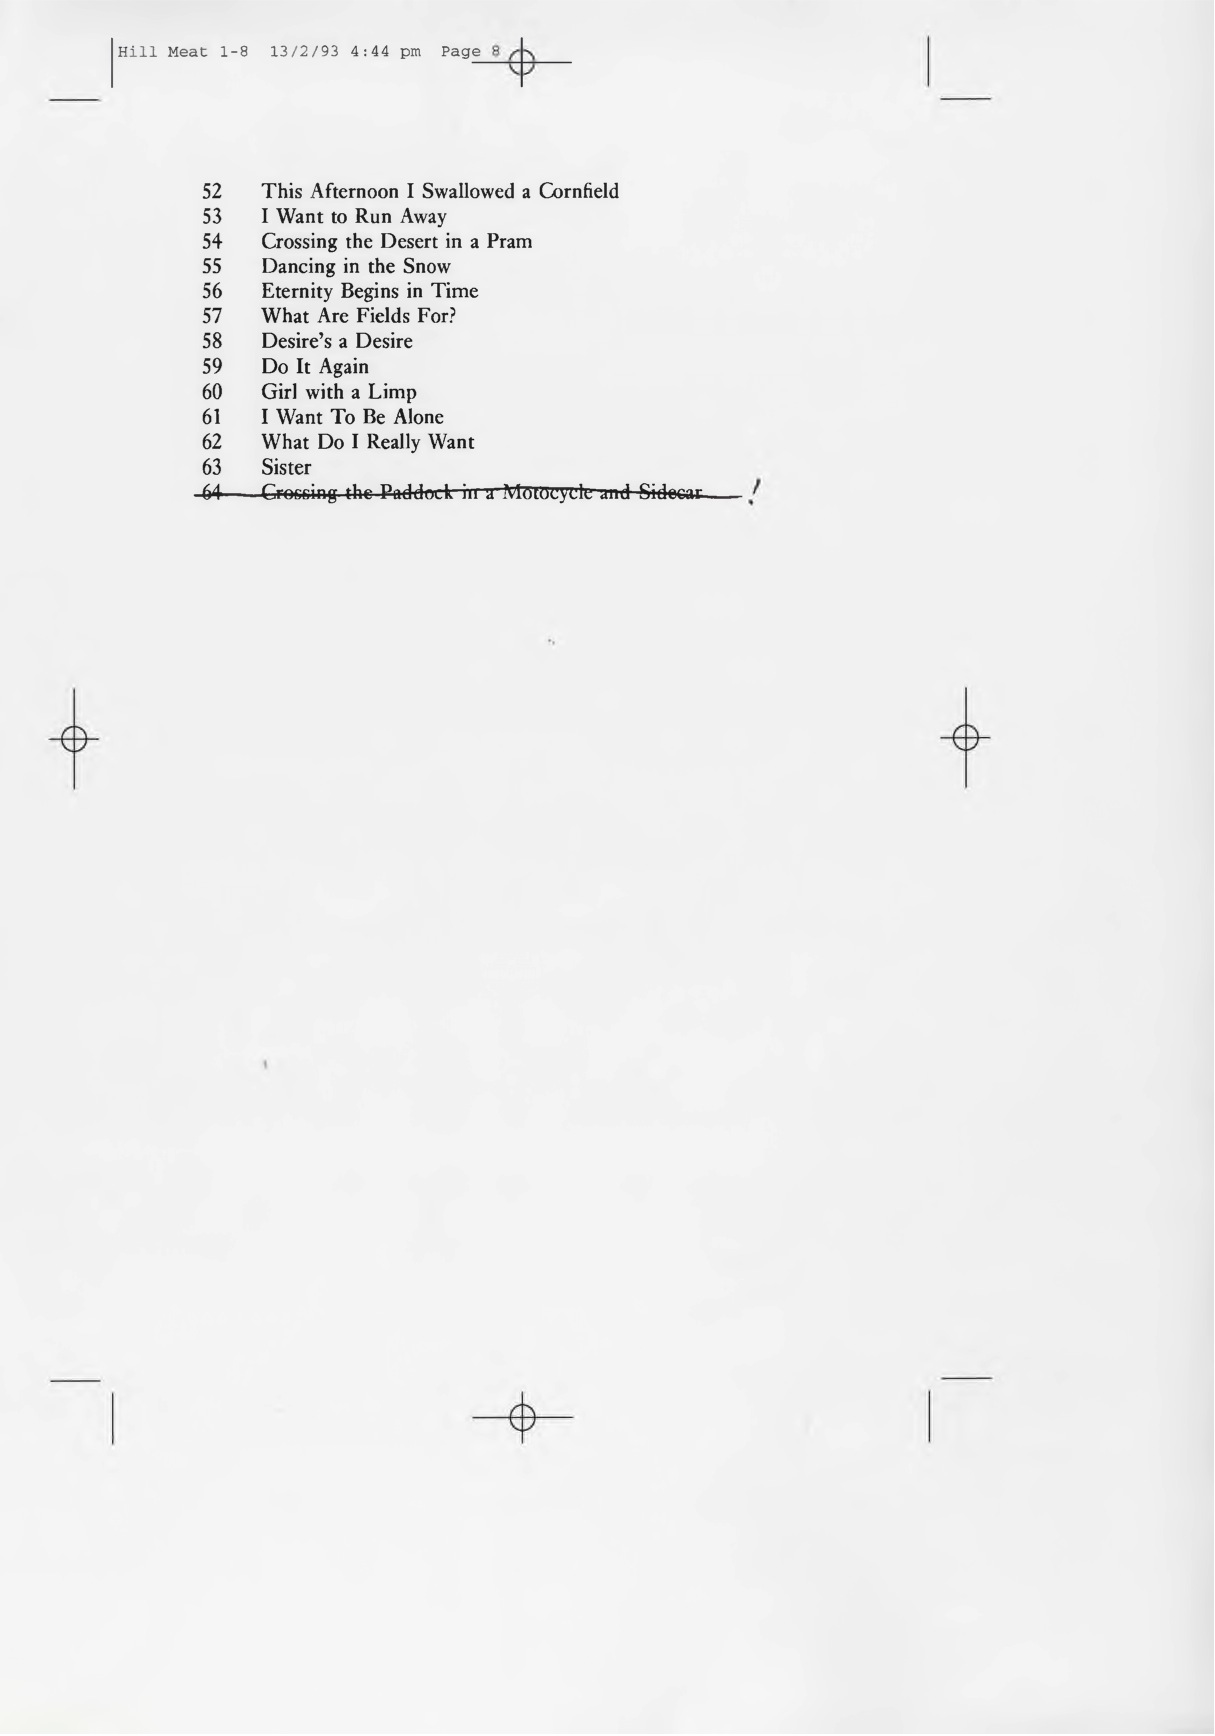 Hill Meat 1-8 13/2/93 4:44 pm Page 8
52 This Afternoon I Swallowed a Cornfield
53 I Want to Run Away
54 Crossing the Desert in a Pram
55 Dancing in the Snow
56 Eternity Begins in Time
57 What Are Fields For?
58 Desire's a Desire
59 Do It Again
60 Girl with a Limp
61 I Want To Be Alone
62 What Do I Really Want
63 Sister
64 Crossing the Paddock in a Motocycle and Sidecar !